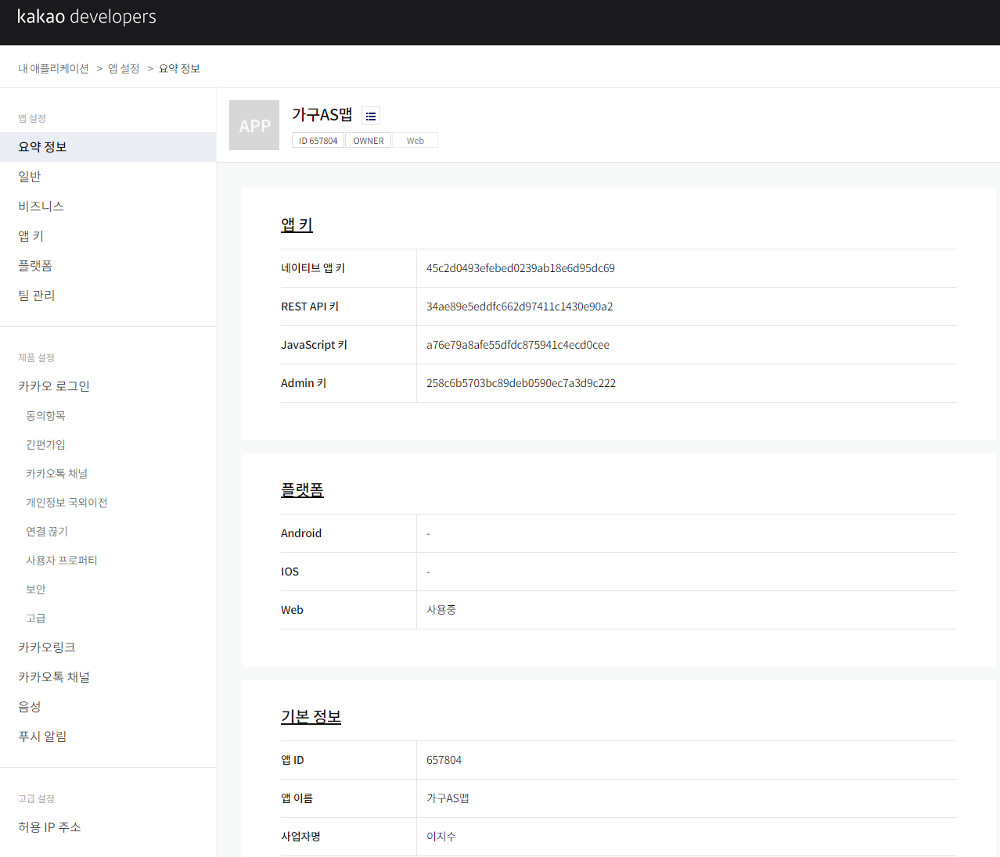 kakao developers
내 애플리케이션 > 앱 설정 > 요약 정보
앱 설정
요약 정보
일반
비즈니스
앱 키
플랫폼
팀 관리
제품 설정
카카오 로그인
동의항목
간편가입
카카오톡 채널
개인정보 국외이전
연결 끊기
사용자 프로퍼티
보안
고급
카카오링크
카카오톡 채널
음성
푸시 알림
고급 설정
허용 IP 주소
APP
가구AS맵
ID 657804 OWNER Web
앱 키
네이티브 앱 키 45c2d0493efebed0239ab18e6d95dc69
REST API 키 34ae89e5eddfc662d97411c1430e90a2
JavaScript 키 a76e79a8afe55dfdc875941c4ecd0cee
Admin 키 258c6b5703bc89deb0590ec7a3d9c222
플랫폼
Android -
IOS -
Web 사용중
기본 정보
앱 ID 657804
앱 이름 가구AS맵
사업자명 이지수